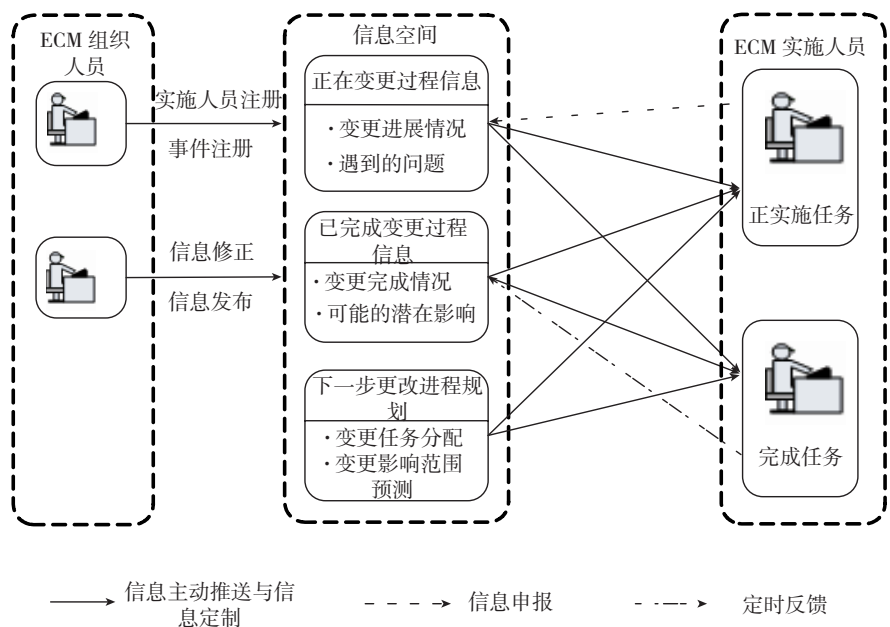 ECM 组织
人员
实施人员注册
事件注册
信息修正
信息发布
信息空间
正在变更过程信息
·变更进展情况
·遇到的问题
已完成变更过程
信息
·变更完成情况
·可能的潜在影响
下一步更改进程规
划
·变更任务分配
·变更影响范围
预测
ECM 实施人员
正实施任务
完成任务
信息主动推送与信
息定制
信息申报
定时反馈